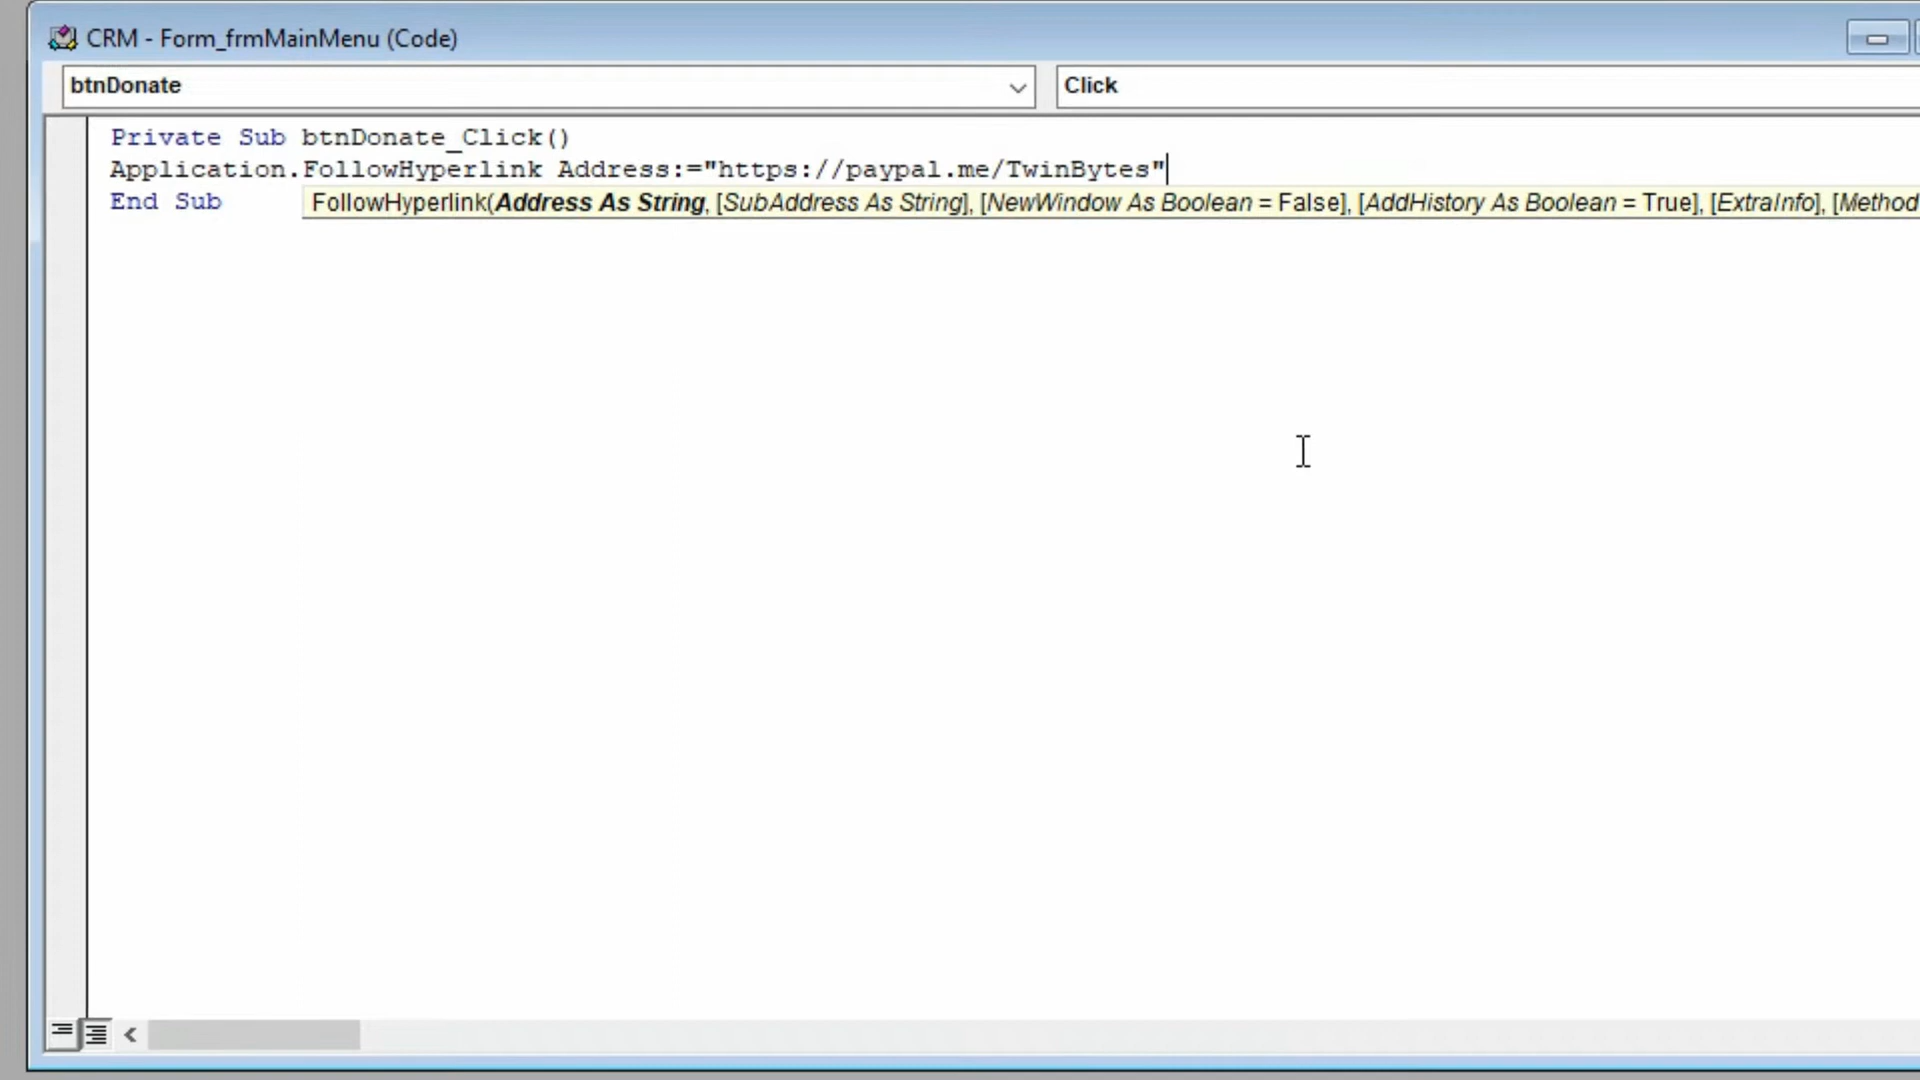 CRM - Form_frmMainMenu (Code)
btnDonate Click
Private Sub btnDonate_Click()
Application.FollowHyperlink Address:="https://paypal.me/TwinBytes"
End Sub
FollowHyperlink(Address As String, [SubAddress As String], [NewWindow As Boolean = False], [AddHistory As Boolean = True], [ExtraInfo], [Method